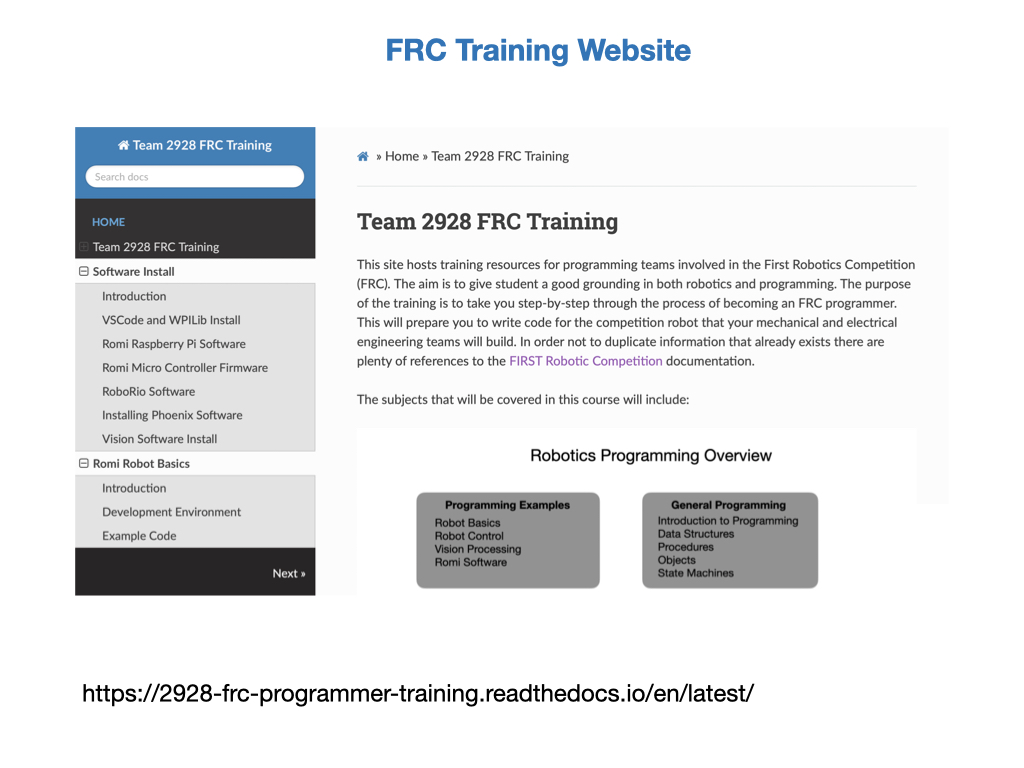 FRC Training Website
Team 2928 FRC Training
Search docs
HOME
Team 2928 FRC Training
Software Install
Introduction
VSCode and WPILib Install
Romi Raspberry Pi Software
Romi Micro Controller Firmware
RoboRio Software
Installing Phoenix Software
Vision Software Install
Romi Robot Basics
Introduction
Development Environment
Example Code
Next »
» Home » Team 2928 FRC Training
Team 2928 FRC Training
This site hosts training resources for programming teams involved in the First Robotics Competition
(FRC). The aim is to give student a good grounding in both robotics and programming. The purpose
of the training is to take you step-by-step through the process of becoming an FRC programmer.
This will prepare you to write code for the competition robot that your mechanical and electrical
engineering teams will build. In order not to duplicate information that already exists there are
plenty of references to the FIRST Robotic Competition documentation.
The subjects that will be covered in this course will include:
Robotics Programming Overview
Programming Examples
Robot Basics
Robot Control
Vision Processing
Romi Software
General Programming
Introduction to Programming
Data Structures
Procedures
Objects
State Machines
https://2928-frc-programmer-training.readthedocs.io/en/latest/